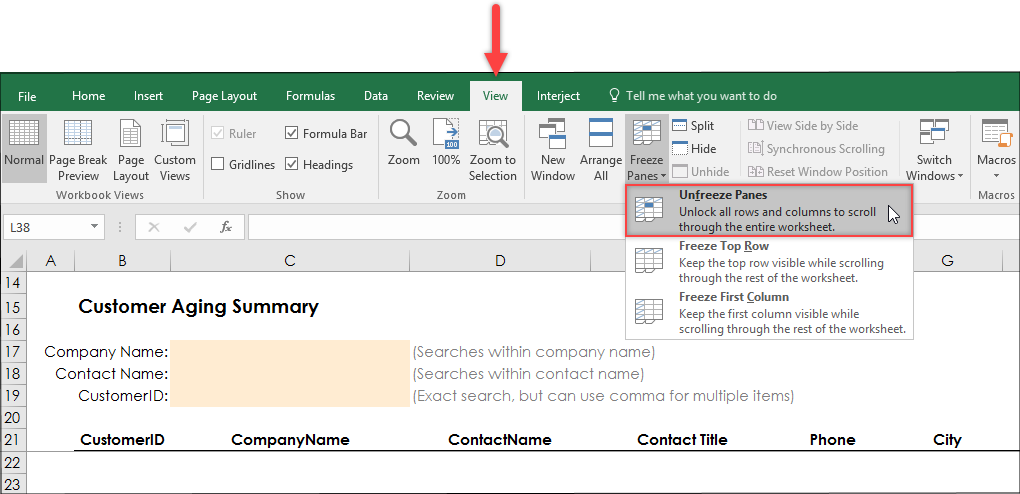 File Home Insert Page Layout Formulas Data Review View Interject Tell me what you want to do
Normal Page Break Preview Page Layout Custom Views
Workbook Views
Ruler Formula Bar
Gridlines Headings
Show
Zoom 100% Zoom to Selection
100
Zoom
New Window Arrange All Freeze Panes
Split
Hide
Unhide
View Side by Side
Synchronous Scrolling
Reset Window Position
Switch Windows
Macros
Macros
Unfreeze Panes
Unlock all rows and columns to scroll
through the entire worksheet.
Freeze Top Row
Keep the top row visible while scrolling
through the rest of the worksheet.
Freeze First Column
Keep the first column visible while
scrolling through the rest of the worksheet.
L38 fx
A B C D G
14
15 Customer Aging Summary
16
17 Company Name: (Searches within company name)
18 Contact Name: (Searches within contact name)
19 CustomerID: (Exact search, but can use comma for multiple items)
20
21 CustomerID CompanyName ContactName Contact Title Phone City
22
23